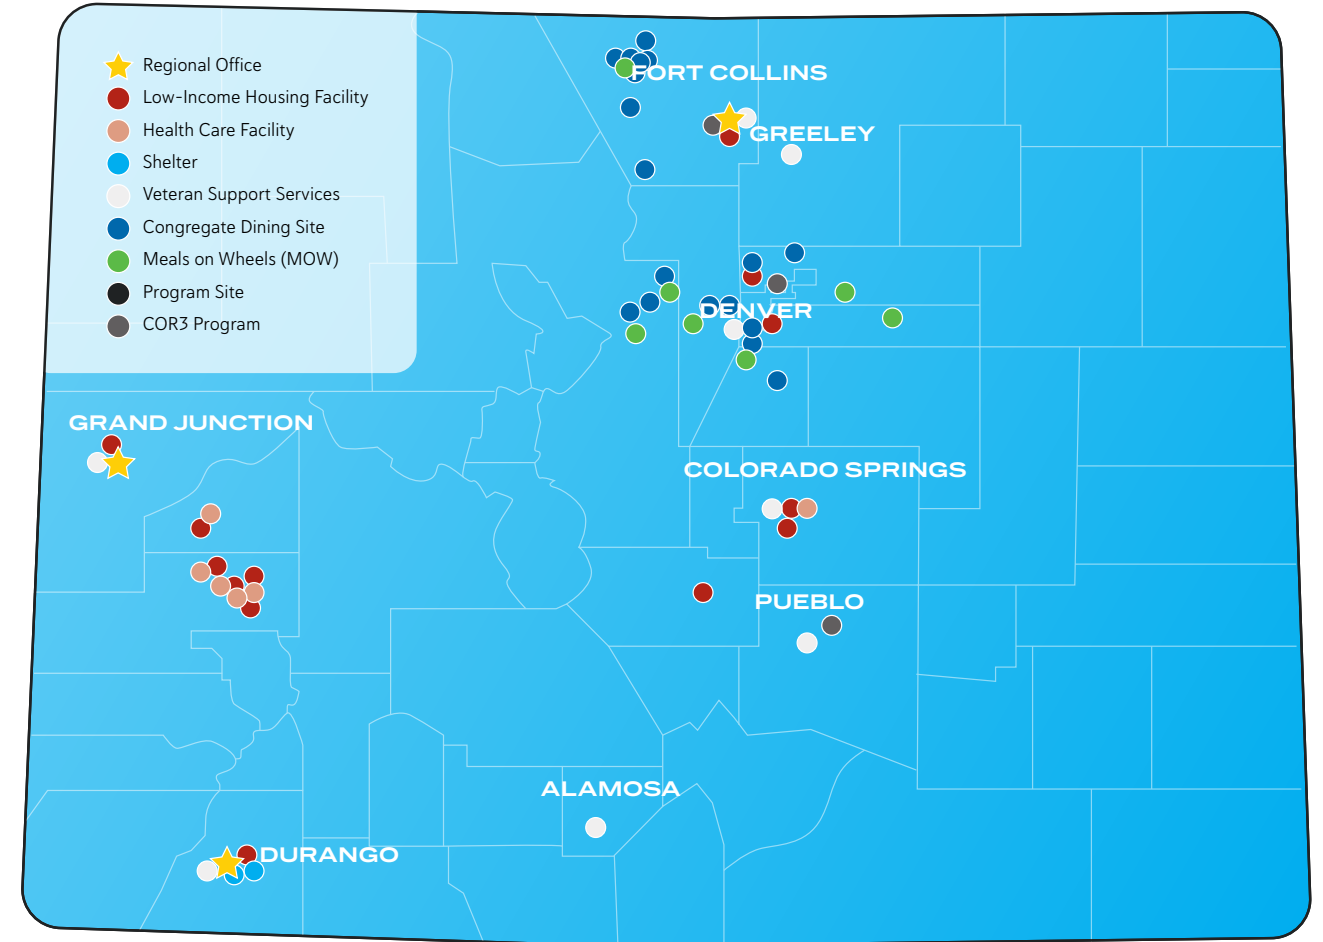 Regional Office
Low-Income Housing Facility
Health Care Facility
Shelter
Veteran Support Services
Congregate Dining Site
Meals on Wheels (MOW)
Program Site
COR3 Program
FORT COLLINS
GREELEY
DENVER
GRAND JUNCTION
COLORADO SPRINGS
PUEBLO
ALAMOSA
DURANGO